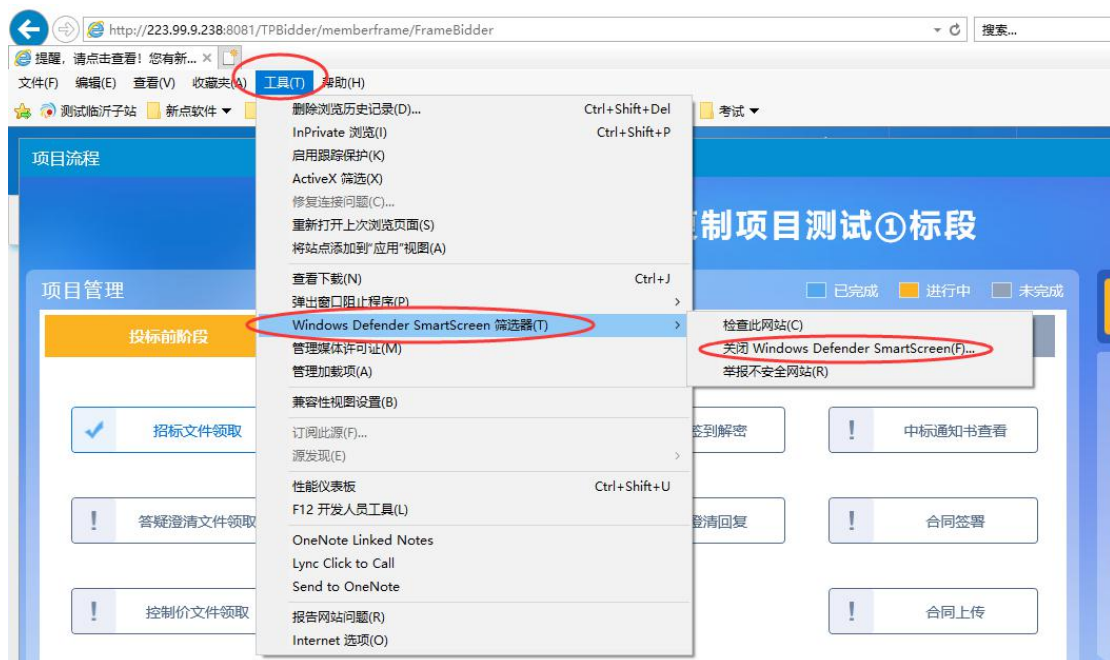 http://223.99.9.238:8081/TPBidder/memberframe/FrameBidder
搜索...
提醒，请点击查看！您有新... ×
文件(F) 编辑(E) 查看(V) 收藏夹(A) 工具(T) 帮助(H)
测试临沂子站 新点软件 考试
删除浏览历史记录(D)... Ctrl+Shift+Del
InPrivate 浏览(I) Ctrl+Shift+P
启用跟踪保护(K)
ActiveX 筛选(X)
修复连接问题(C)...
重新打开上次浏览页面(S)
将站点添加到“应用”视图(A)
查看下载(N) Ctrl+J
弹出窗口阻止程序(P)
Windows Defender SmartScreen 筛选器(T)
管理媒体许可证(M)
管理加载项(A)
兼容性视图设置(B)
订阅此源(F)...
源发现(E)
性能仪表板 Ctrl+Shift+U
F12 开发人员工具(L)
OneNote Linked Notes
Lync Click to Call
Send to OneNote
报告网站问题(R)
Internet 选项(O)
检查此网站(C)
关闭 Windows Defender SmartScreen(F)...
举报不安全网站(R)
项目流程
制项目测试①标段
项目管理
已完成 进行中 未完成
投标前阶段
招标文件领取
签到解密
中标通知书查看
答疑澄清文件领取
澄清回复
合同签署
控制价文件领取
合同上传